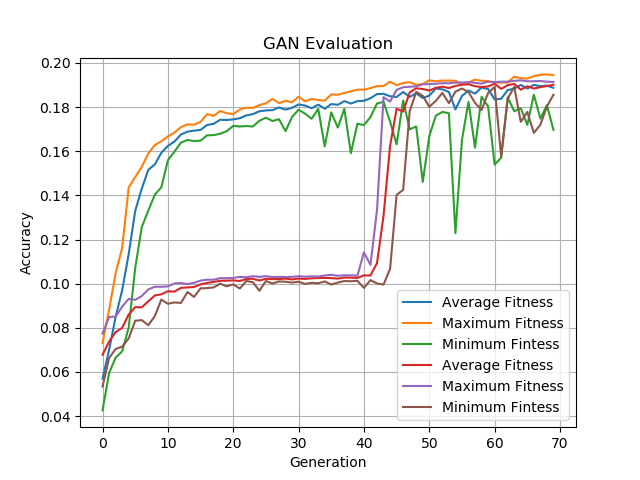 GAN Evaluation
0.20
0.18
0.16
0.14
0.12
0.10
0.08
0.06
0.04
Accuracy
0 10 20 30 40 50 60 70
Generation
Average Fitness
Maximum Fitness
Minimum Fintess
Average Fitness
Maximum Fitness
Minimum Fintess